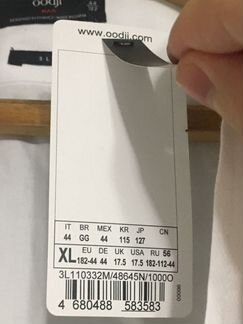 oodji
S L
www.oodji.com
IT BR MEX KR JP CN
44 GG 44 115 127
XL EU DE UK USA RU 56
182-44 44 17.5 17.5 182-112-44
3L110332M/48645N/1000O
4 680488 583583